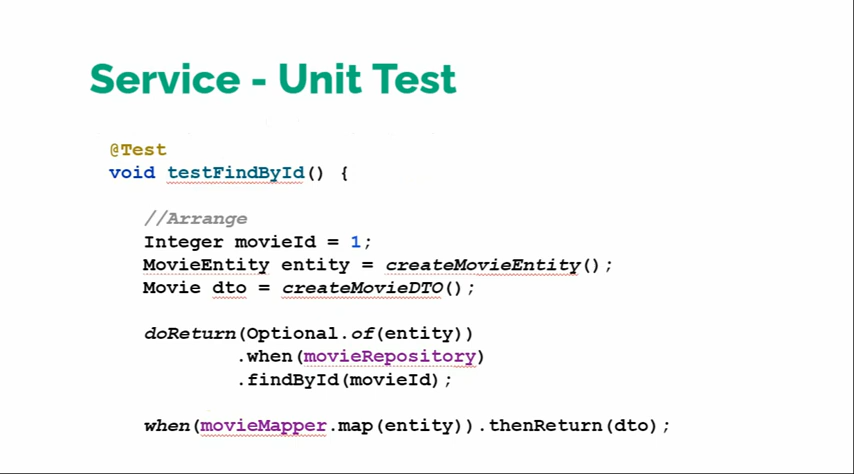 Service - Unit Test
@Test
void testFindById() {
//Arrange
Integer movieId = 1;
MovieEntity entity = createMovieEntity();
Movie dto = createMovieDTO();
doReturn(Optional.of(entity))
.when(movieRepository)
.findById(movieId);
when(movieMapper.map(entity)).thenReturn(dto);